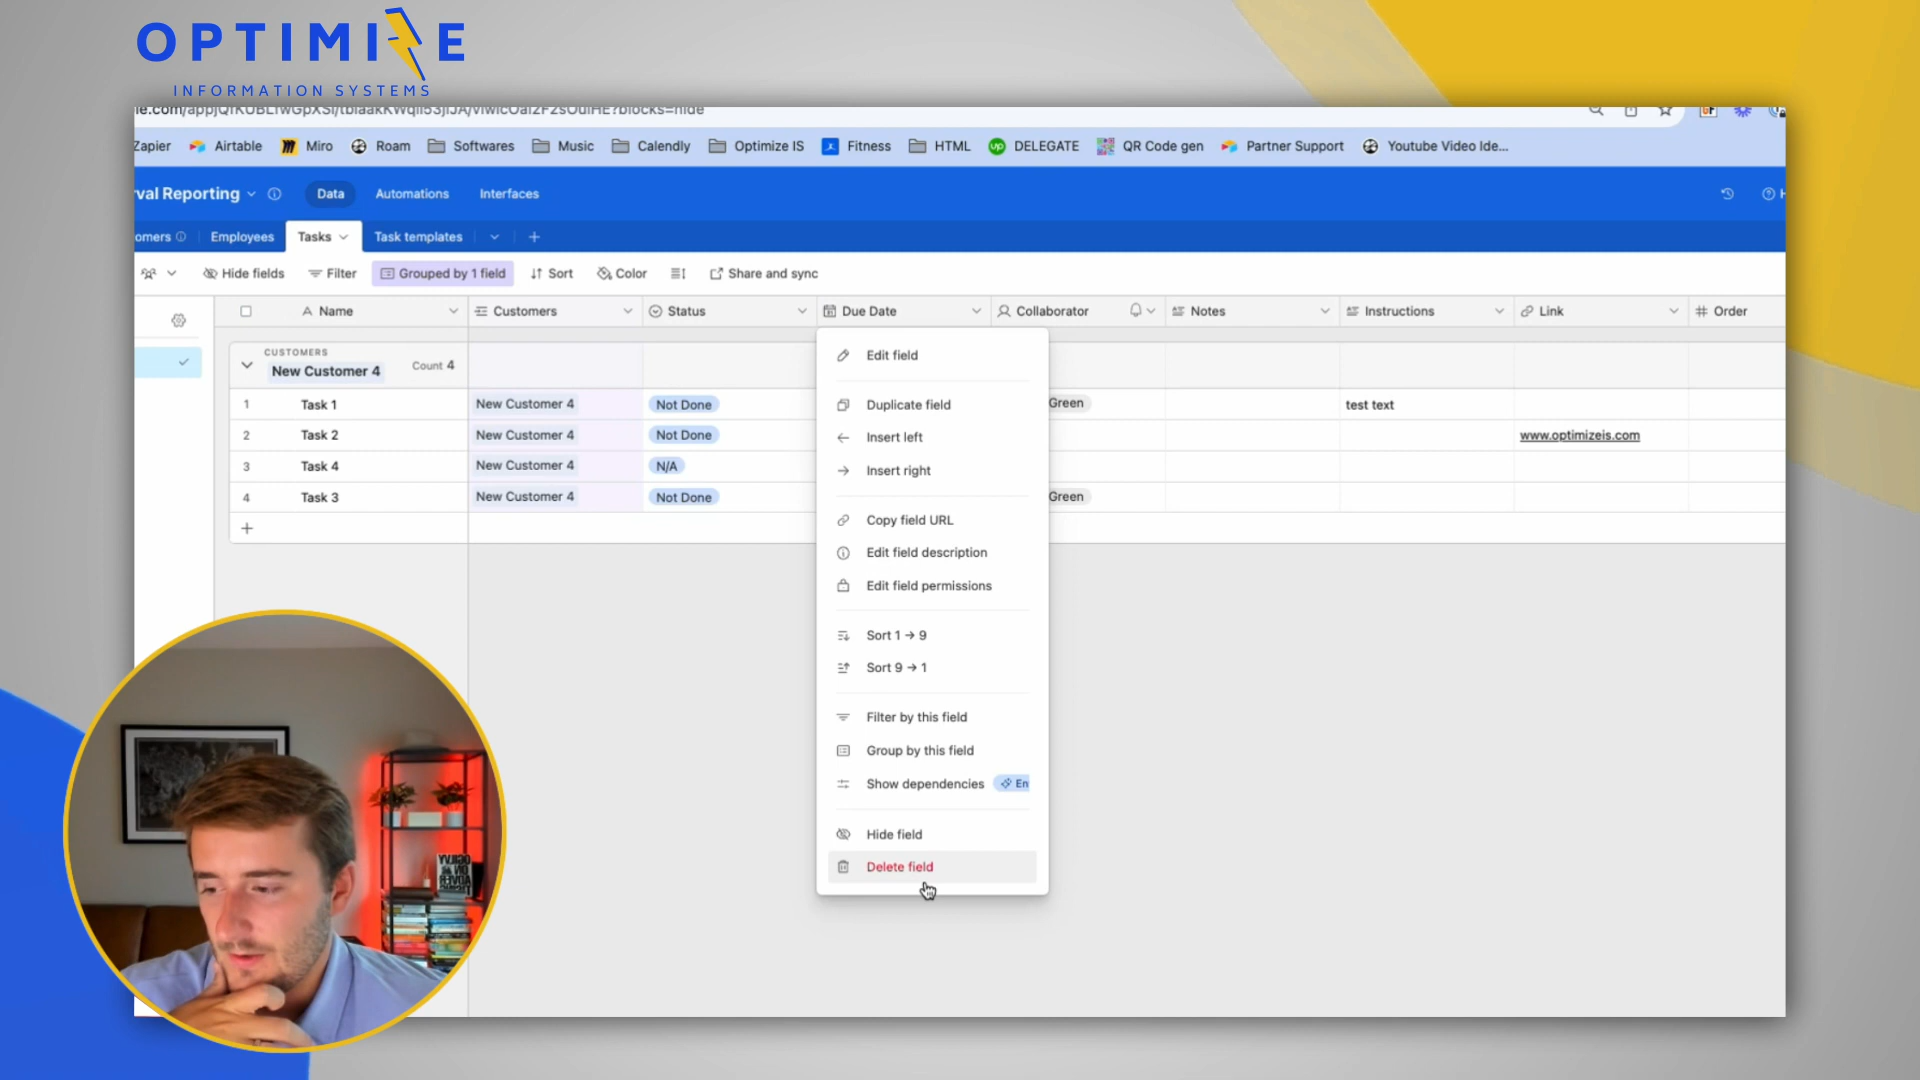 OPTIMIZE
INFORMATION SYSTEMS
Zapier Airtable Miro Roam Softwares Music Calendly Optimize IS Fitness HTML DELEGATE QR Code gen Partner Support Youtube Video Ide...
val Reporting Data Automations Interfaces
omers Employees Tasks Task templates
Hide fields Filter Grouped by 1 field Sort Color Share and sync
Name Customers Status Due Date Collaborator Notes Instructions Link Order
CUSTOMERS
New Customer 4 Count 4
1 Task 1 New Customer 4 Not Done Green test text
2 Task 2 New Customer 4 Not Done www.optimizeis.com
3 Task 4 New Customer 4 N/A
4 Task 3 New Customer 4 Not Done Green
Edit field
Duplicate field
Insert left
Insert right
Copy field URL
Edit field description
Edit field permissions
Sort 1 → 9
Sort 9 → 1
Filter by this field
Group by this field
Show dependencies En
Hide field
Delete field